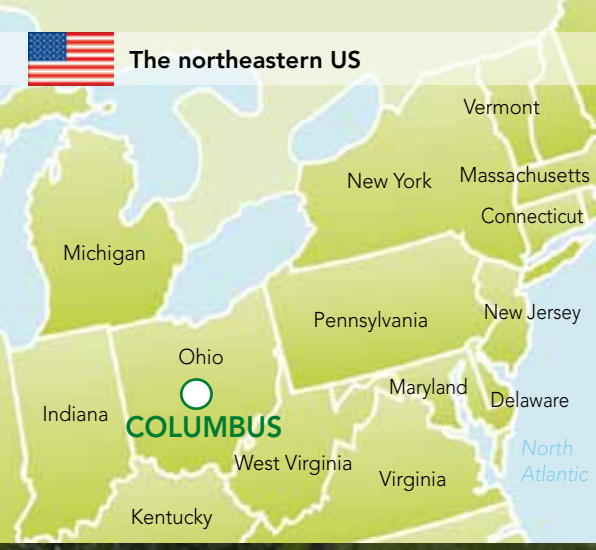 The northeastern US
Vermont
New York
Massachusetts
Connecticut
Michigan
New Jersey
Pennsylvania
Ohio
Maryland
Delaware
Indiana
COLUMBUS
North
Atlantic
West Virginia
Virginia
Kentucky